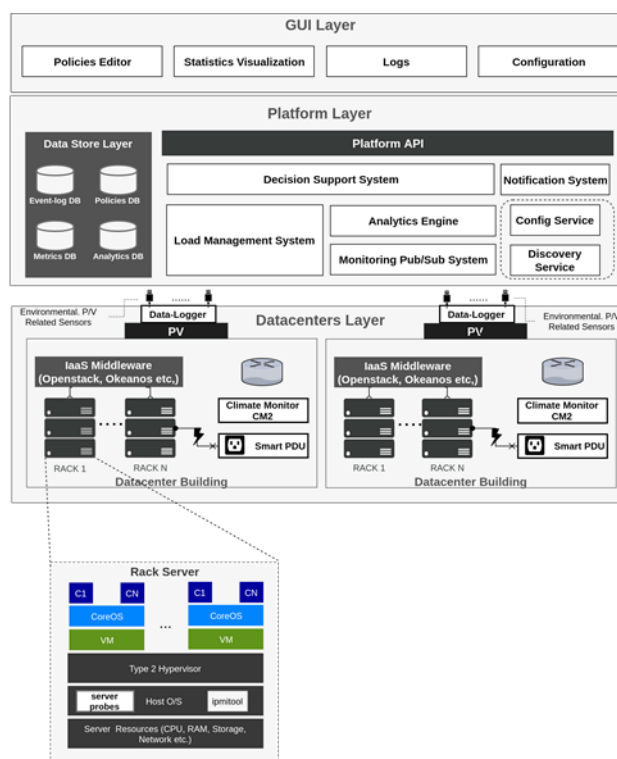 GUI Layer
Policies Editor
Statistics Visualization
Logs
Configuration
Platform Layer
Data Store Layer
Event-log DB
Policies DB
Metrics DB
Analytics DB
Platform API
Decision Support System
Notification System
Load Management System
Analytics Engine
Monitoring Pub/Sub System
Config Service
Discovery
Service
Environmental. P/V
Related Sensors
......
Data-Logger
PV
Datacenters Layer
......
Data-Logger
PV
Environmental. P/V
Related Sensors
IaaS Middleware
(Openstack, Okeanos etc,)
Climate Monitor
CM2
Smart PDU
RACK 1
RACK N
Datacenter Building
IaaS Middleware
(Openstack, Okeanos etc,)
Climate Monitor
CM2
Smart PDU
RACK 1
RACK N
Datacenter Building
Rack Server
C1
CN
C1
CN
CoreOS
...
CoreOS
VM
VM
Type 2 Hypervisor
server
probes
Host O/S
ipmitool
Server Resources (CPU, RAM, Storage,
Network etc.)